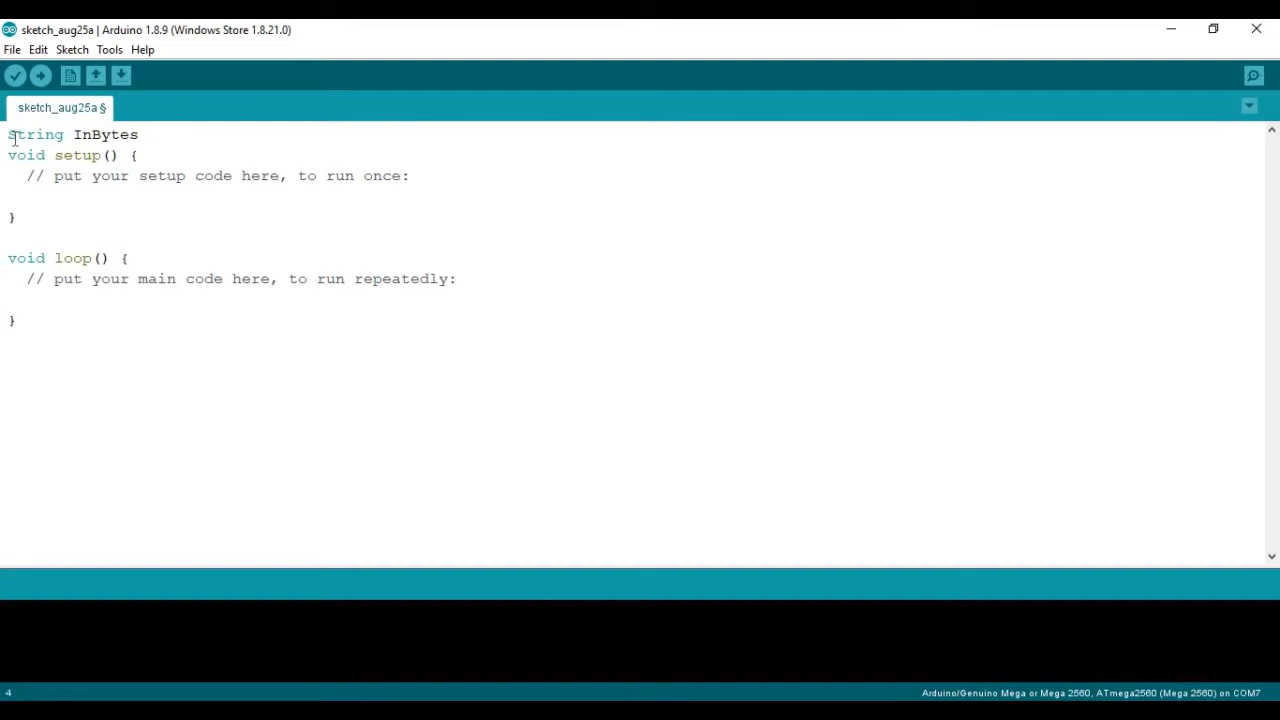 sketch_aug25a | Arduino 1.8.9 (Windows Store 1.8.21.0)
File Edit Sketch Tools Help
sketch_aug25a §
String InBytes
void setup() {
  // put your setup code here, to run once:
}
void loop() {
  // put your main code here, to run repeatedly:
}
4
Arduino/Genuino Mega or Mega 2560, ATmega2560 (Mega 2560) on COM7